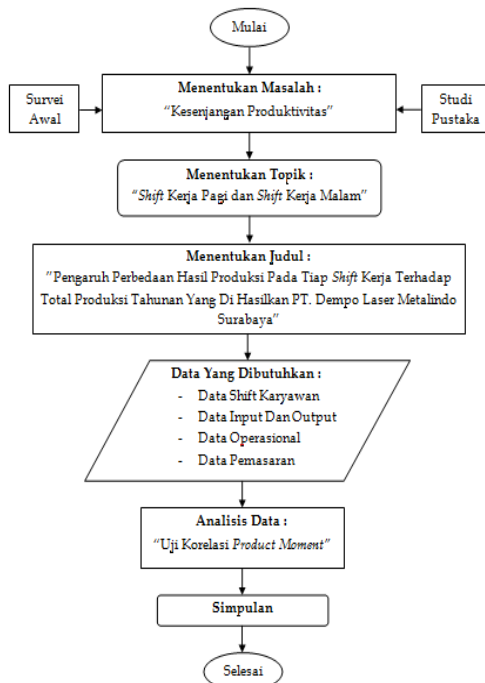 Mulai
Menentukan Masalah :
“Kesenjangan Produktivitas”
Survei
Awal
Studi
Pustaka
Menentukan Topik :
“Shift Kerja Pagi dan Shift Kerja Malam”
Menentukan Judul :
”Pengaruh Perbedaan Hasil Produksi Pada Tiap Shift Kerja Terhadap
Total Produksi Tahunan Yang Di Hasilkan PT. Dempo Laser Metalindo
Surabaya”
Data Yang Dibutuhkan :
- Data Shift Karyawan
- Data Input Dan Output
- Data Operasional
- Data Pemasaran
Analisis Data :
“Uji Korelasi Product Moment”
Simpulan
Selesai